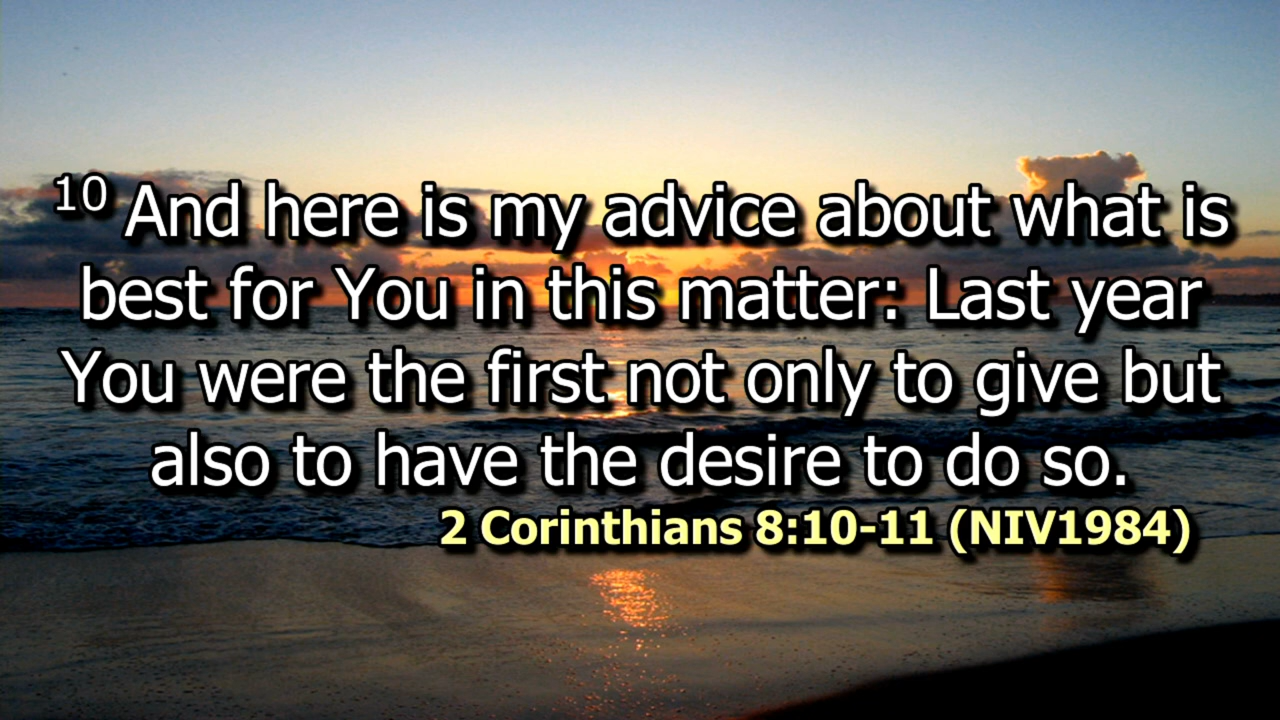 10 And here is my advice about what is
best for You in this matter: Last year
You were the first not only to give but
also to have the desire to do so.
2 Corinthians 8:10-11 (NIV1984)